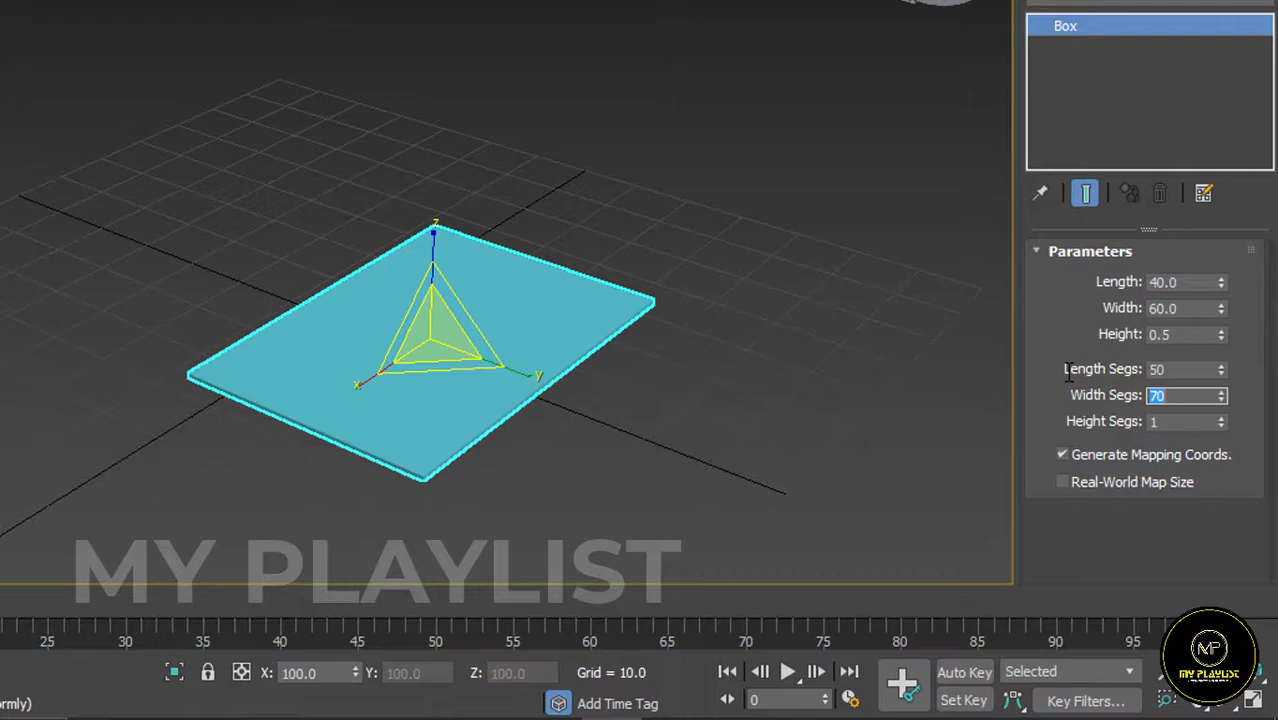 Box
Parameters
Length: 40.0
Width: 60.0
Height: 0.5
Length Segs: 50
Width Segs: 70
Height Segs: 1
Generate Mapping Coords.
Real-World Map Size
z
x
y
MY PLAYLIST
25 30 35 40 45 50 55 60 65 70 75 80 85 90 95
X: 100.0 Y: 100.0 Z: 100.0 Grid = 10.0
Auto Key Selected
rmly)
Add Time Tag
0
Set Key Key Filters...
MP
MY PLAYLIST